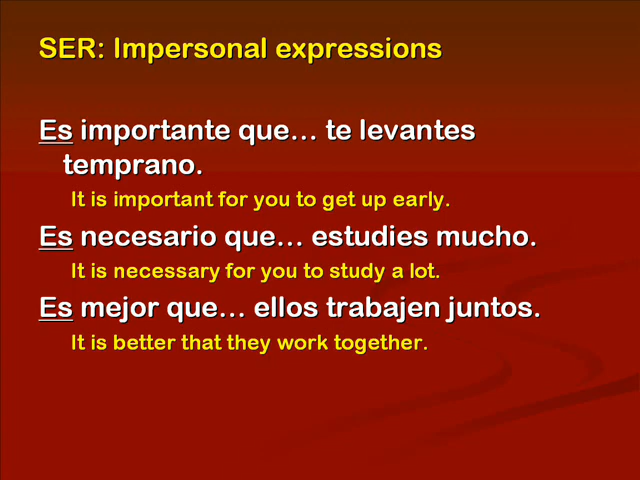 SER: Impersonal expressions
Es importante que… te levantes
temprano.
It is important for you to get up early.
Es necesario que… estudies mucho.
It is necessary for you to study a lot.
Es mejor que… ellos trabajen juntos.
It is better that they work together.